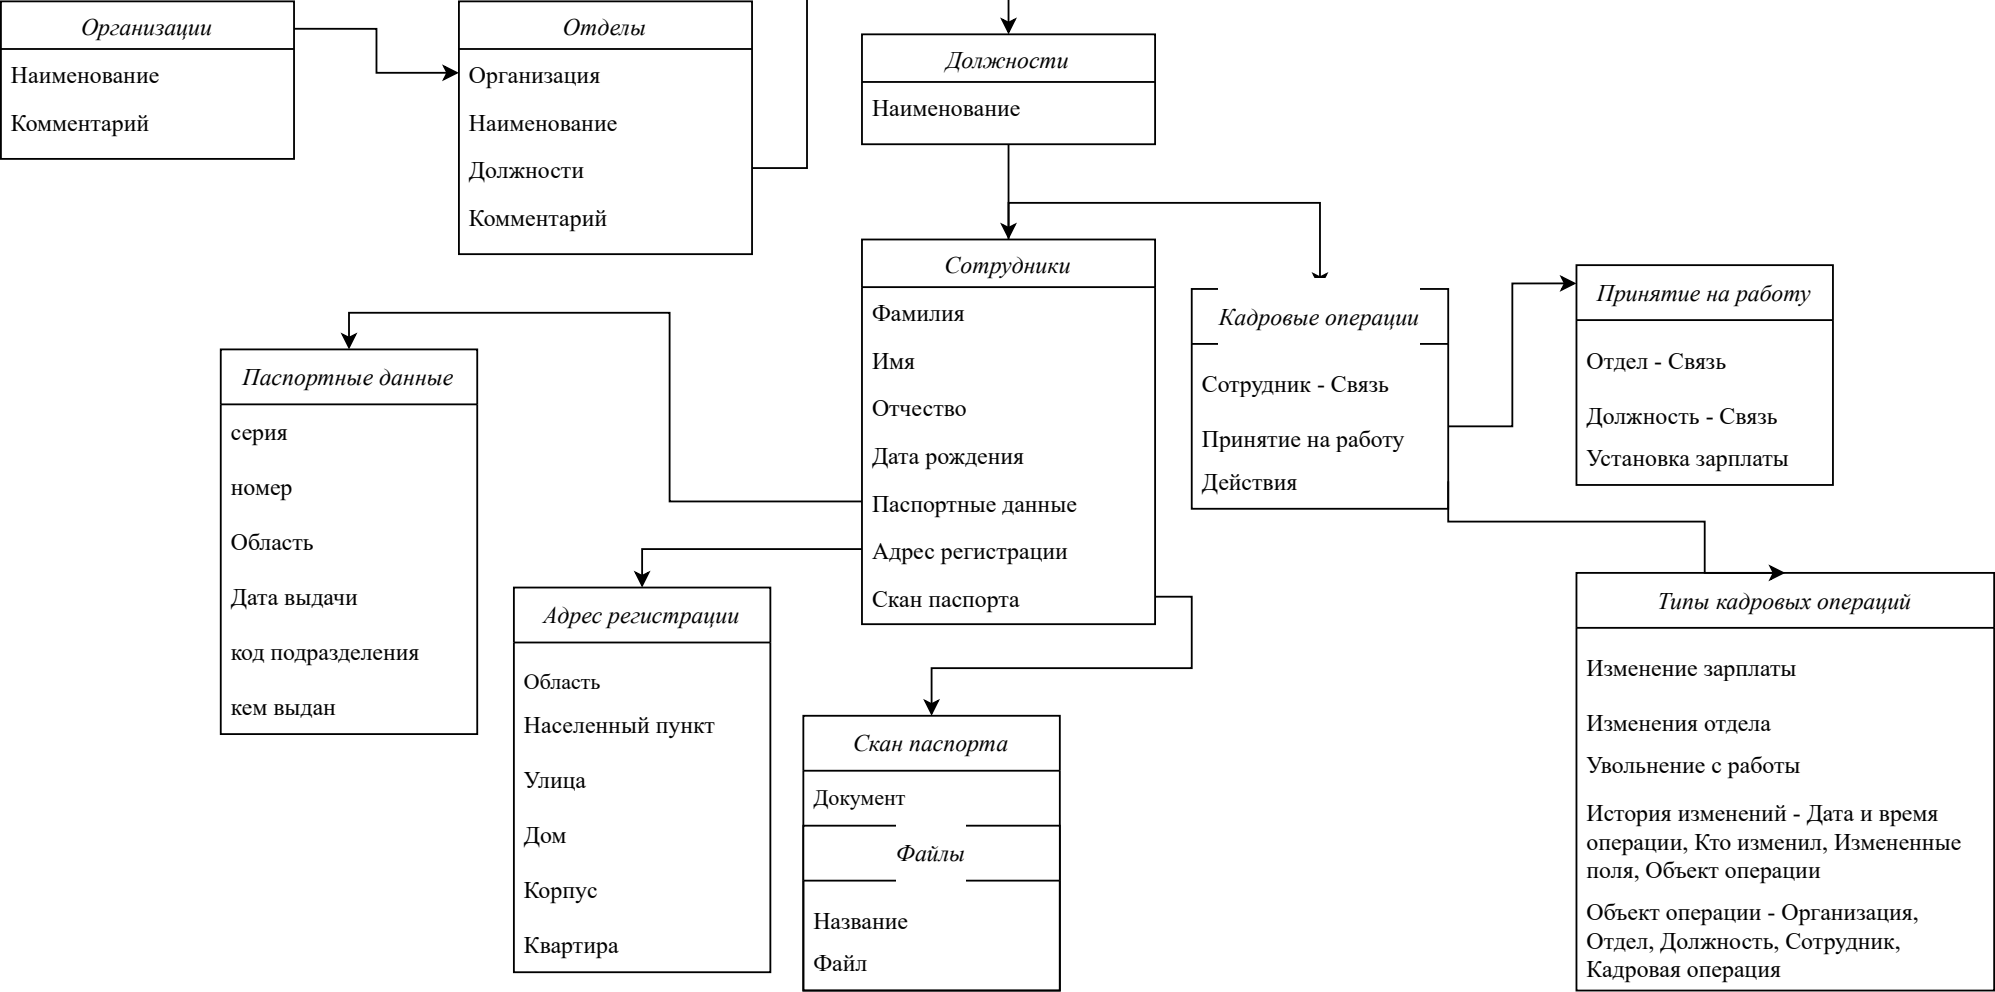 Организации
Наименование
Комментарий
Отделы
Организация
Наименование
Должности
Комментарий
Должности
Наименование
Сотрудники
Фамилия
Имя
Отчество
Дата рождения
Паспортные данные
Адрес регистрации
Скан паспорта
Кадровые операции
Сотрудник - Связь
Принятие на работу
Действия
Принятие на работу
Отдел - Связь
Должность - Связь
Установка зарплаты
Паспортные данные
серия
номер
Область
Дата выдачи
код подразделения
кем выдан
Адрес регистрации
Область
Населенный пункт
Улица
Дом
Корпус
Квартира
Скан паспорта
Документ
Файлы
Название
Файл
Типы кадровых операций
Изменение зарплаты
Изменения отдела
Увольнение с работы
История изменений - Дата и время
операции, Кто изменил, Измененные
поля, Объект операции
Объект операции - Организация,
Отдел, Должность, Сотрудник,
Кадровая операция